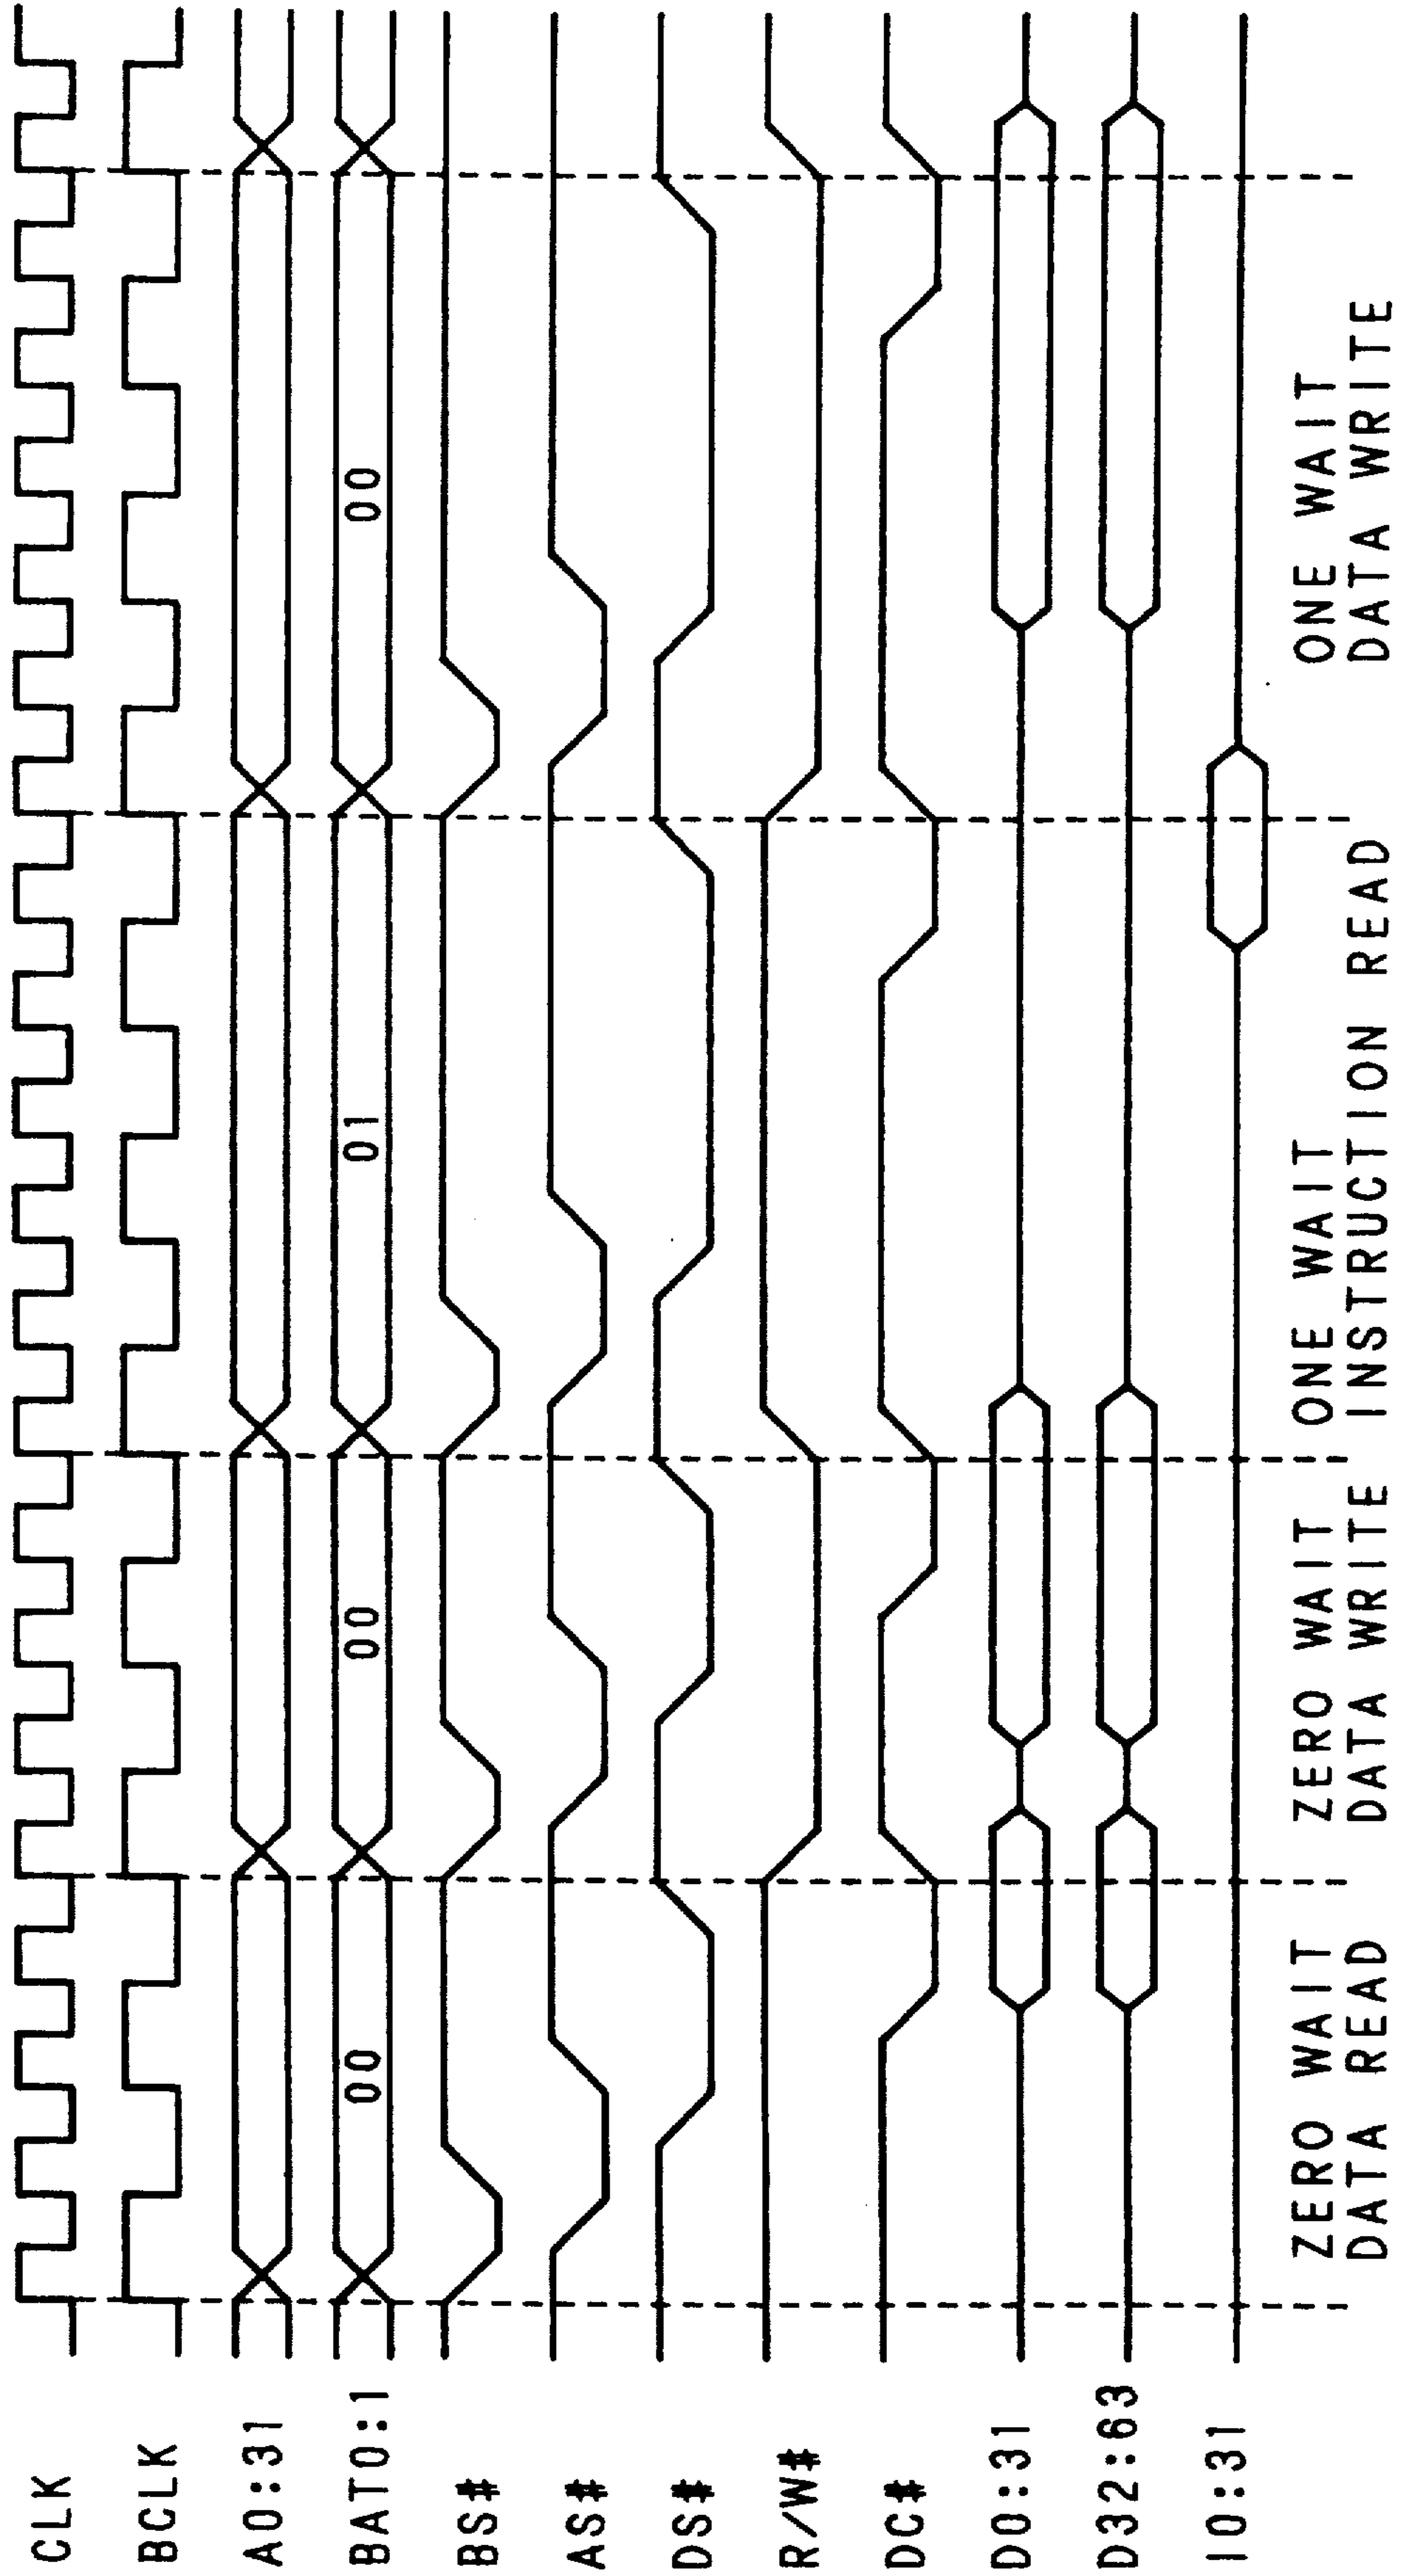 CLK
BCLK
A0:31
BAT0:1
00
00
01
00
BS#
AS#
DS#
R/W#
DC#
D0:31
D32:63
I0:31
ZERO WAIT
DATA READ
ZERO WAIT
DATA WRITE
ONE WAIT
INSTRUCTION READ
ONE WAIT
DATA WRITE